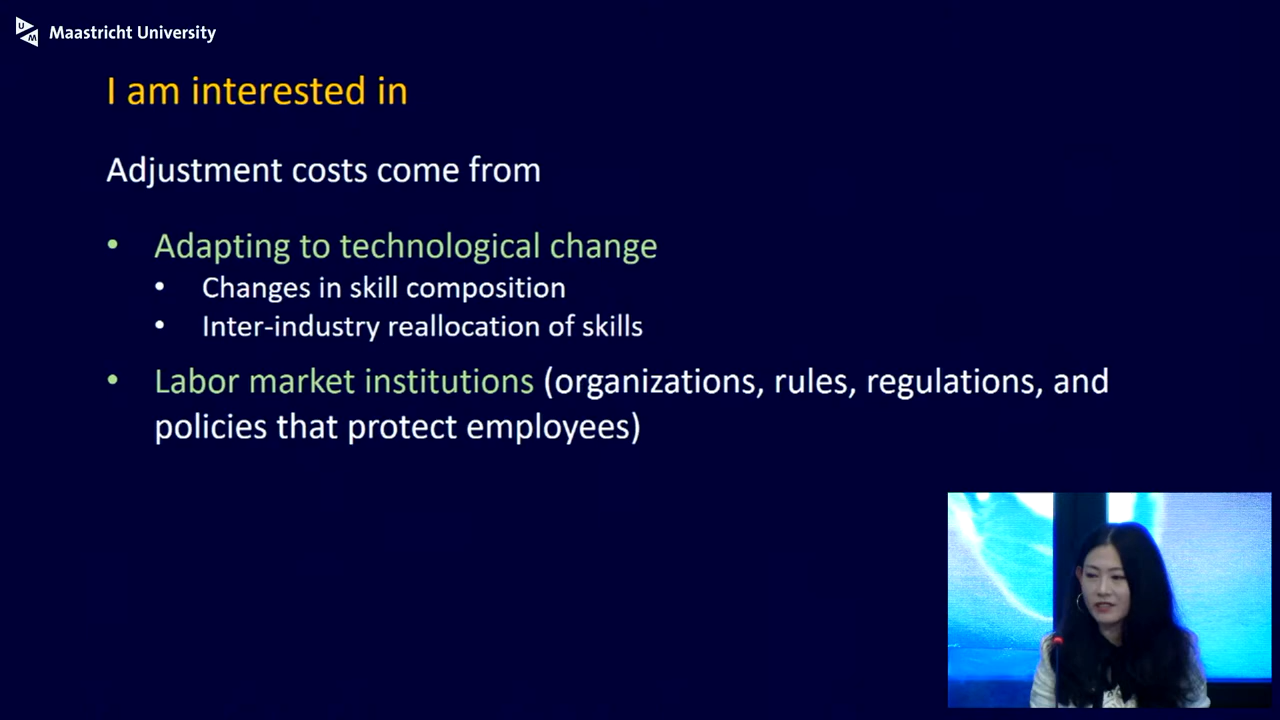 UM
Maastricht University
I am interested in
Adjustment costs come from
• Adapting to technological change
• Changes in skill composition
• Inter-industry reallocation of skills
• Labor market institutions (organizations, rules, regulations, and
policies that protect employees)